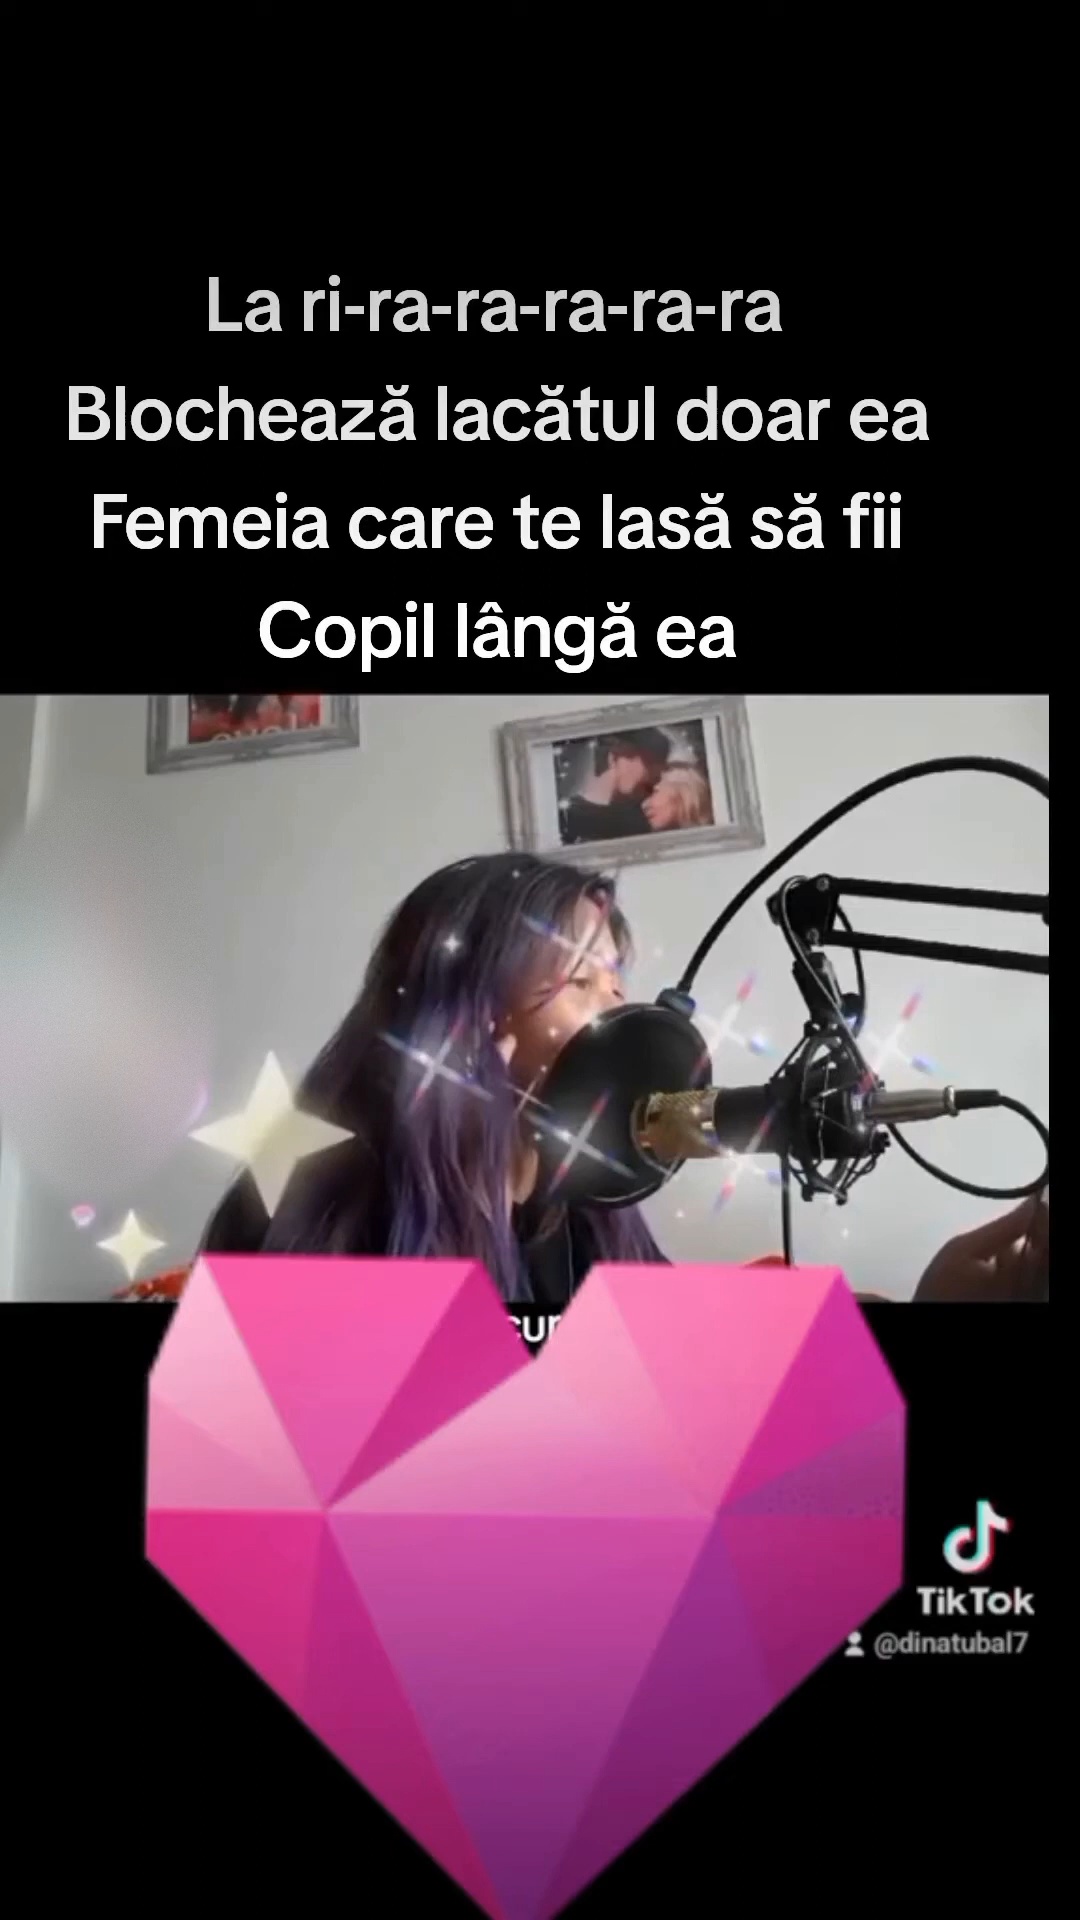 La ri-ra-ra-ra-ra-ra
Blochează lacătul doar ea
Femeia care te lasă să fii
Copil lângă ea
TikTok
@dinatubal7